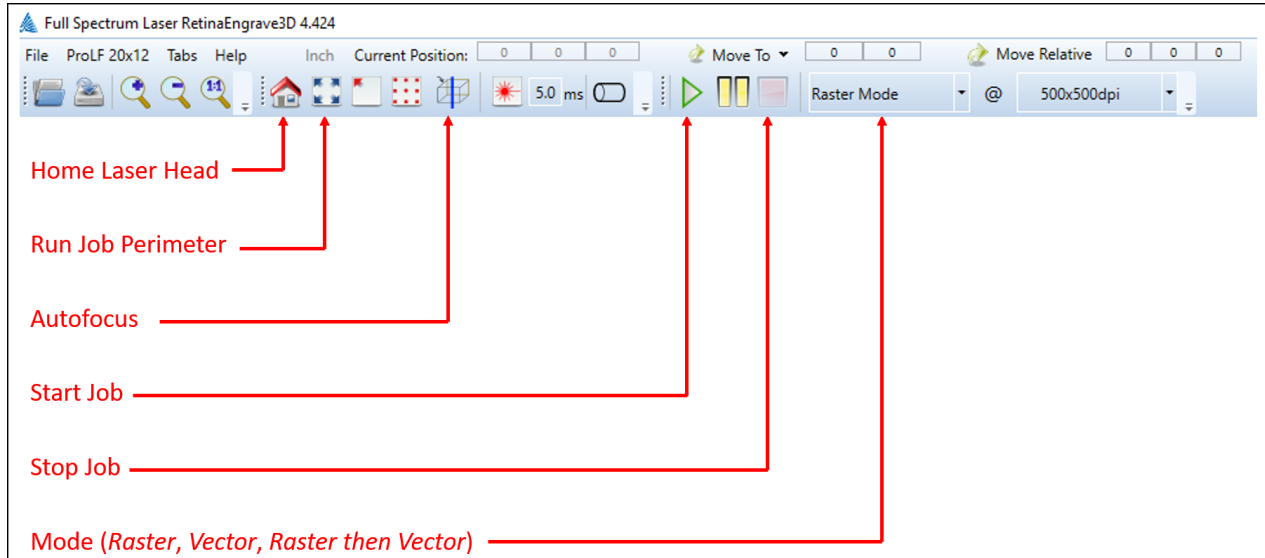 Full Spectrum Laser RetinaEngrave3D 4.424
File ProLF 20x12 Tabs Help Inch Current Position: 0 0 0 Move To 0 0 Move Relative 0 0 0
1:1 5.0 ms Raster Mode @ 500x500dpi
Home Laser Head
Run Job Perimeter
Autofocus
Start Job
Stop Job
Mode (Raster, Vector, Raster then Vector)